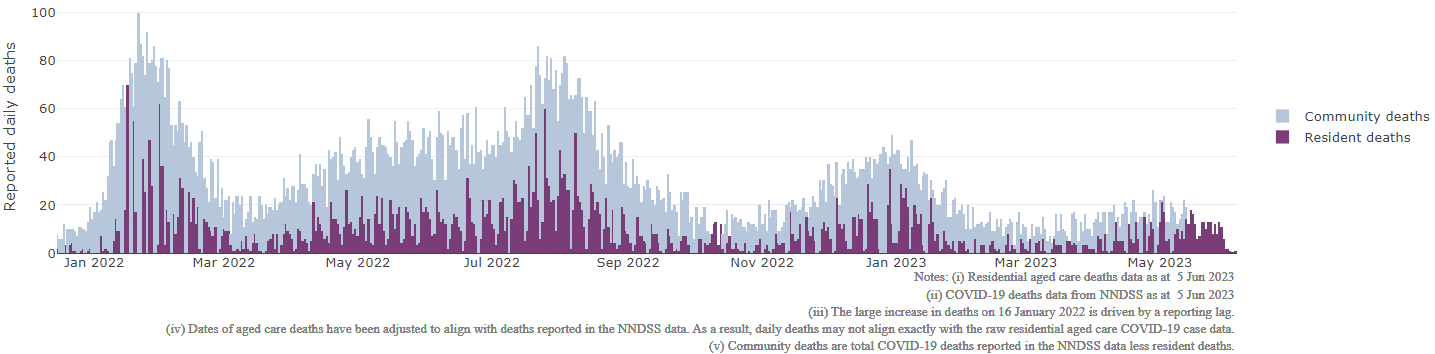 Reported daily deaths
100
80
60
40
20
0
Jan 2022 Mar 2022 May 2022 Jul 2022 Sep 2022 Nov 2022 Jan 2023 Mar 2023 May 2023
Community deaths
Resident deaths
Notes: (i) Residential aged care deaths data as at 5 Jun 2023
(ii) COVID-19 deaths data from NNDSS as at 5 Jun 2023
(iii) The large increase in deaths on 16 January 2022 is driven by a reporting lag.
(iv) Dates of aged care deaths have been adjusted to align with deaths reported in the NNDSS data. As a result, daily deaths may not align exactly with the raw residential aged care COVID-19 case data.
(v) Community deaths are total COVID-19 deaths reported in the NNDSS data less resident deaths.